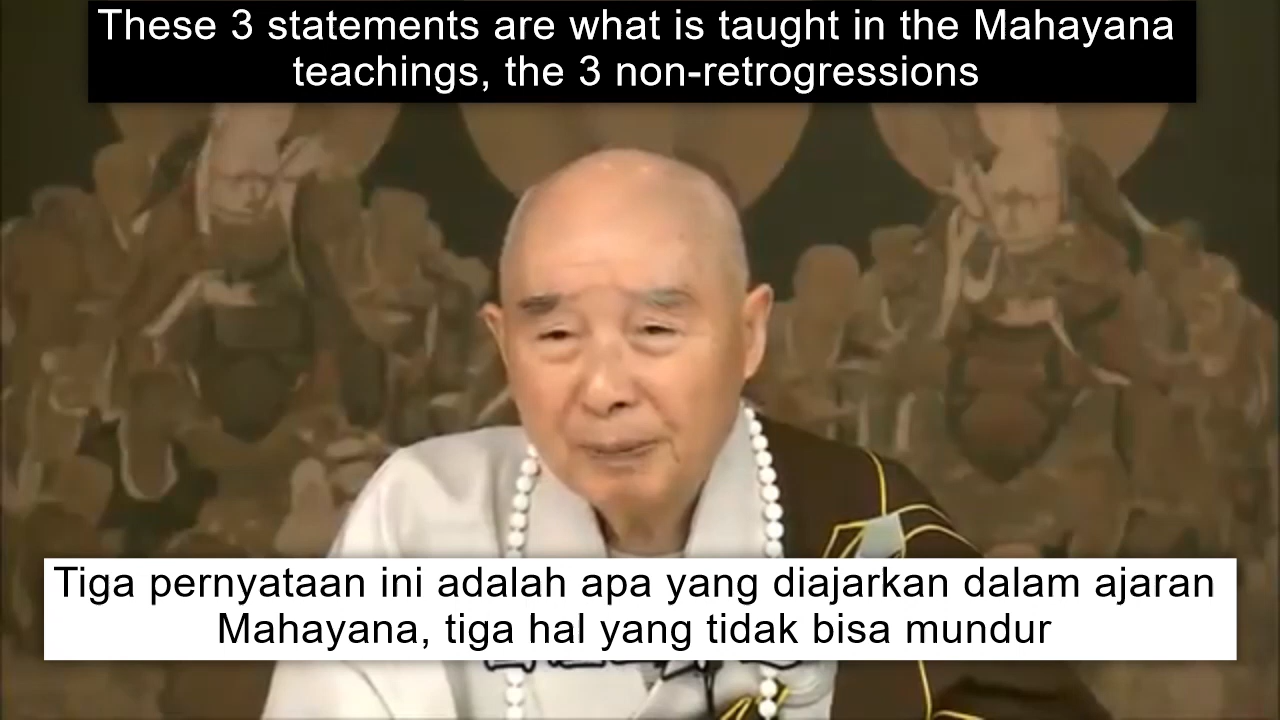 These 3 statements are what is taught in the Mahayana
teachings, the 3 non-retrogressions
Tiga pernyataan ini adalah apa yang diajarkan dalam ajaran
Mahayana, tiga hal yang tidak bisa mundur